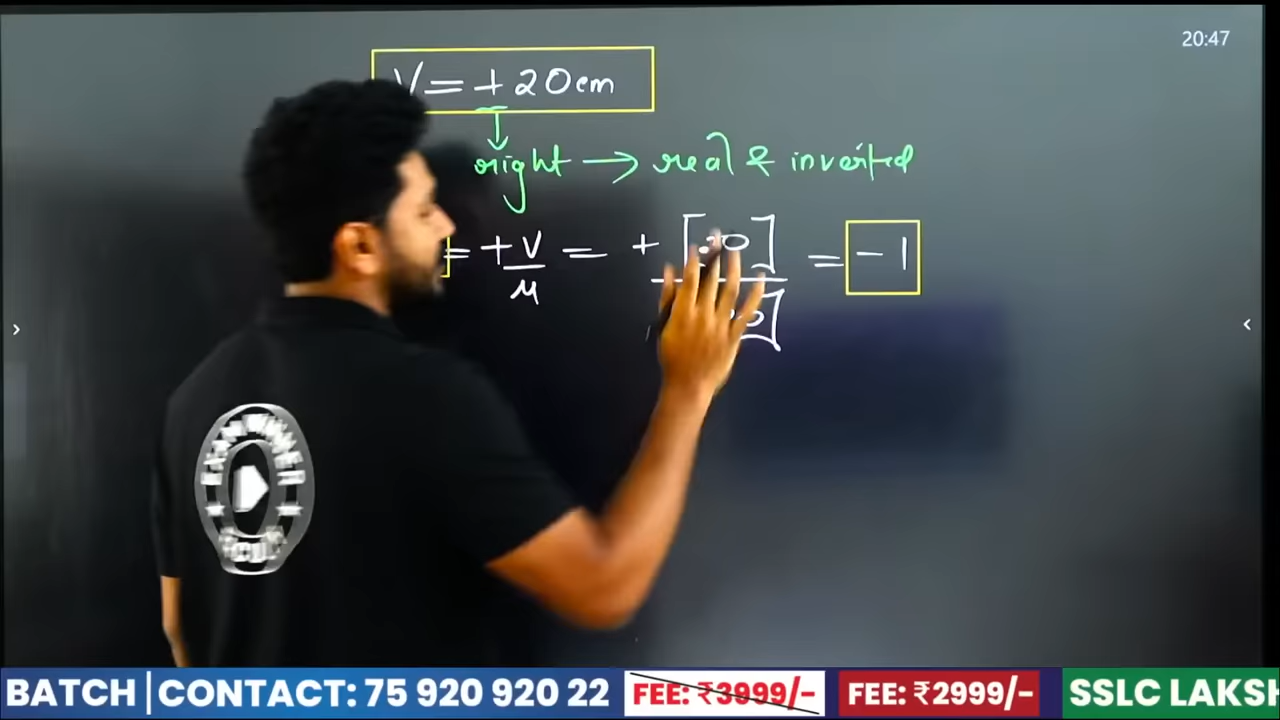 20:47
V = +20cm
right → real & inverted
= +V/u = + [20] = -1
BATCH | CONTACT: 75 920 920 22 FEE: ₹3999/- FEE: ₹2999/- SSLC LAKSH